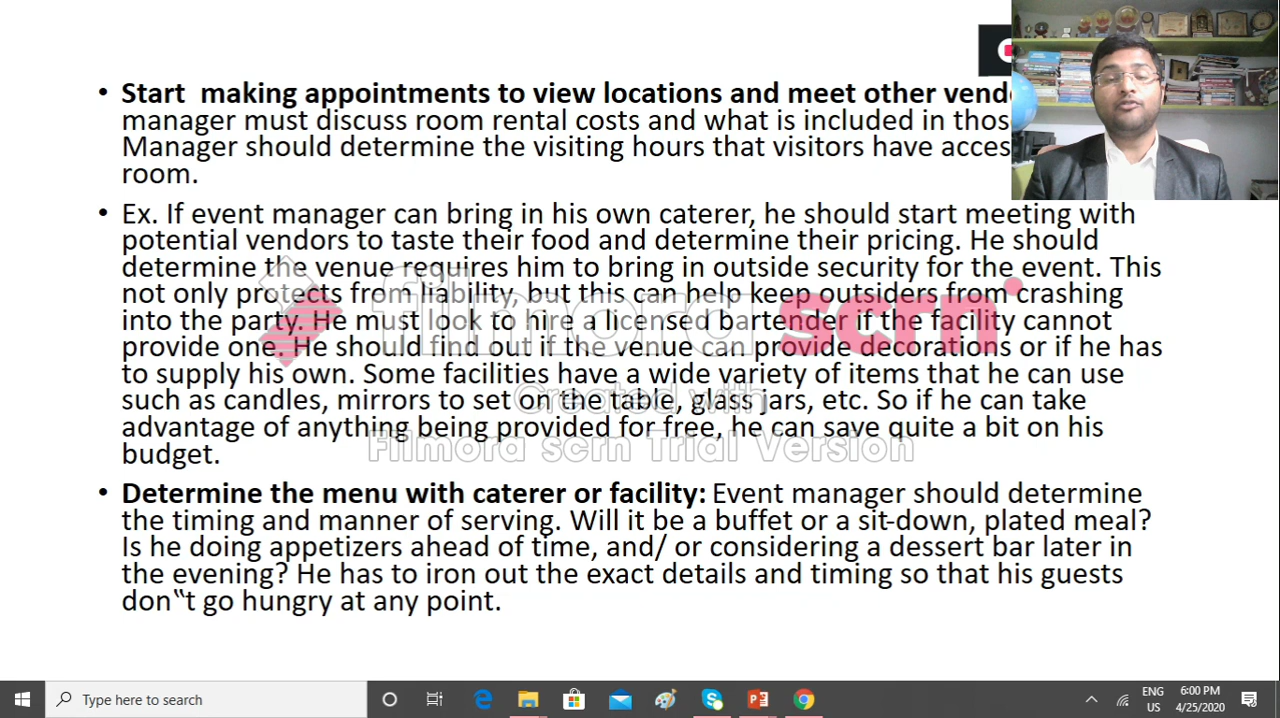 • Start  making appointments to view locations and meet other vend
manager must discuss room rental costs and what is included in thos
Manager should determine the visiting hours that visitors have acces
room.
• Ex. If event manager can bring in his own caterer, he should start meeting with
potential vendors to taste their food and determine their pricing. He should
determine the venue requires him to bring in outside security for the event. This
not only protects from liability, but this can help keep outsiders from crashing
into the party. He must look to hire a licensed bartender if the facility cannot
provide one. He should find out if the venue can provide decorations or if he has
to supply his own. Some facilities have a wide variety of items that he can use
such as candles, mirrors to set on the table, glass jars, etc. So if he can take
advantage of anything being provided for free, he can save quite a bit on his
budget.
• Determine the menu with caterer or facility: Event manager should determine
the timing and manner of serving. Will it be a buffet or a sit-down, plated meal?
Is he doing appetizers ahead of time, and/ or considering a dessert bar later in
the evening? He has to iron out the exact details and timing so that his guests
don‟t go hungry at any point.
filmora scrn
Created with
Filmora scrn Trial Version
Type here to search
ENG
US
6:00 PM
4/25/2020